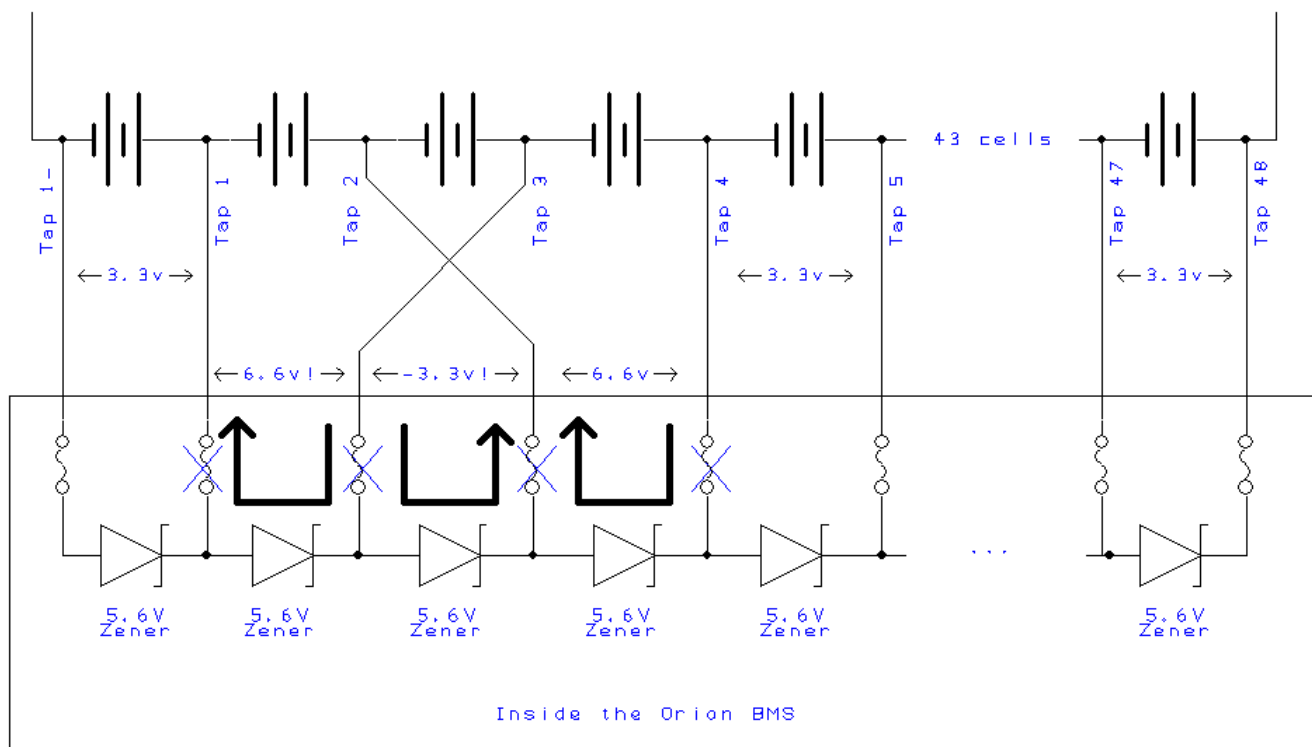 43 cells
Tap 1-
Tap 1
Tap 2
Tap 3
Tap 4
Tap 5
Tap 47
Tap 48
3.3v
3.3v
3.3v
6.6v!
-3.3v!
6.6v
5.6V
Zener
5.6V
Zener
5.6V
Zener
5.6V
Zener
5.6V
Zener
...
5.6V
Zener
Inside the Orian BMS